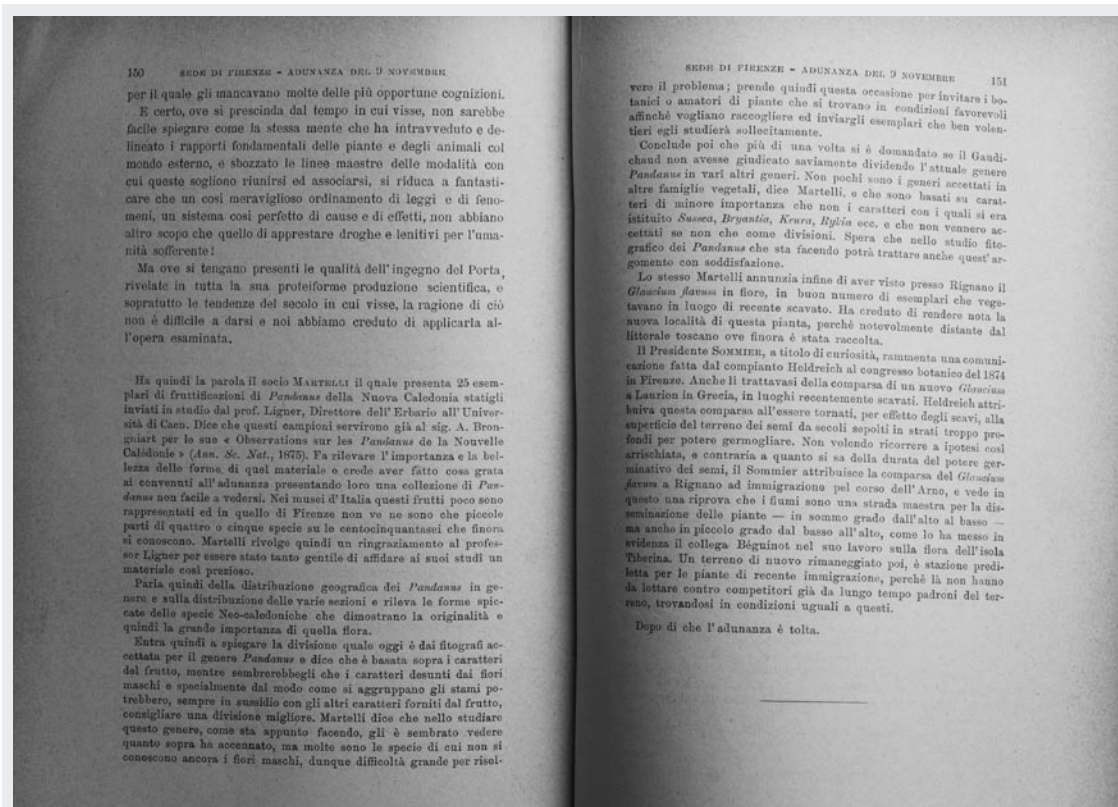 150 SEDE DI FIRENZE - ADUNANZA DEL 9 NOVEMBRE
per il quale gli mancavano molte delle più opportune cognizioni.
E certo, ove si prescinda dal tempo in cui visse, non sarebbe
facile spiegare come la stessa mente che ha intravveduto e de-
lineato i rapporti fondamentali delle piante e degli animali col
mondo esterno, e sbozzato le linee maestre delle modalità con
cui queste sogliono riunirsi ed associarsi, si riduca a fantasti-
care che un così meraviglioso ordinamento di leggi e di feno-
meni, un sistema così perfetto di cause e di effetti, non abbiano
altro scopo che quello di apprestare droghe e lenitivi per l'uma-
nità sofferente!
Ma ove si tengano presenti le qualità dell'ingegno del Porta,
rivelate in tutta la sua proteiforme produzione scientifica, e
sopratutto le tendenze del secolo in cui visse, la ragione di ciò
non è difficile a darsi e noi abbiamo creduto di applicarla al-
l'opera esaminata.
Ha quindi la parola il socio MARTELLI il quale presenta 25 esem-
plari di fruttificazioni di Pandanus della Nuova Caledonia statigli
inviati in studio dal prof. Ligner, Direttore dell'Erbario all'Univer-
sità di Caen. Dice che questi campioni servirono già al sig. A. Bron-
gniart per le sue « Observations sur les Pandanus de la Nouvelle
Calédonie » (Ann. Sc. Nat., 1875). Fa rilevare l'importanza e la bel-
lezza delle forme di quel materiale e crede aver fatto cosa grata
ai convenuti all'adunanza presentando loro una collezione di Pan-
danus non facile a vedersi. Nei musei d'Italia questi frutti poco sono
rappresentati ed in quello di Firenze non ve ne sono che piccole
parti di quattro o cinque specie su le centocinquantasei che finora
si conoscono. Martelli rivolge quindi un ringraziamento al profes-
sor Ligner per essere stato tanto gentile di affidare ai suoi studî un
materiale così prezioso.
Parla quindi della distribuzione geografica dei Pandanus in ge-
nere e sulla distribuzione delle varie sezioni e rileva le forme spic-
cate delle specie Neo-caledoniche che dimostrano la originalità e
quindi la grande importanza di quella flora.
Entra quindi a spiegare la divisione quale oggi è dai fitografi ac-
cettata per il genere Pandanus e dice che è basata sopra i caratteri
del frutto, mentre sembrerebbegli che i caratteri desunti dai fiori
maschi e specialmente dal modo come si aggruppano gli stami po-
trebbero, sempre in sussidio con gli altri caratteri forniti dal frutto,
consigliare una divisione migliore. Martelli dice che nello studiare
questo genere, come sta appunto facendo, gli è sembrato vedere
quanto sopra ha accennato, ma molte sono le specie di cui non si
conoscono ancora i fiori maschi, dunque difficoltà grande per risol-
SEDE DI FIRENZE - ADUNANZA DEL 9 NOVEMBRE 151
vere il problema; prende quindi questa occasione per invitare i bo-
tanici o amatori di piante che si trovano in condizioni favorevoli
affinchè vogliano raccogliere ed inviargli esemplari che ben volen-
tieri egli studierà sollecitamente.
Conclude poi che più di una volta si è domandato se il Gaudi-
chaud non avesse giudicato saviamente dividendo l'attuale genere
Pandanus in vari altri generi. Non pochi sono i generi accettati in
altre famiglie vegetali, dice Martelli, e che sono basati su carat-
teri di minore importanza che non i caratteri con i quali si era
istituito Sussea, Bryantia, Keura, Rykia ecc. e che non vennero ac-
cettati se non che come divisioni. Spera che nello studio fito-
grafico dei Pandanus che sta facendo potrà trattare anche quest'ar-
gomento con soddisfazione.
Lo stesso Martelli annunzia infine di aver visto presso Rignano il
Glaucium flavum in fiore, in buon numero di esemplari che vege-
tavano in luogo di recente scavato. Ha creduto di rendere nota la
nuova località di questa pianta, perchè notevolmente distante dal
littorale toscano ove finora è stata raccolta.
Il Presidente SOMMIER, a titolo di curiosità, rammenta una comuni-
cazione fatta dal compianto Heldreich al congresso botanico del 1874
in Firenze. Anche lì trattavasi della comparsa di un nuovo Glaucium
a Laurion in Grecia, in luoghi recentemente scavati. Heldreich attri-
buiva questa comparsa all'essere tornati, per effetto degli scavi, alla
superficie del terreno dei semi da secoli sepolti in strati troppo pro-
fondi per potere germogliare. Non volendo ricorrere a ipotesi così
arrischiata, e contraria a quanto si sa della durata del potere ger-
minativo dei semi, il Sommier attribuisce la comparsa del Glaucium
flavum a Rignano ad immigrazione pel corso dell'Arno, e vede in
questo una riprova che i fiumi sono una strada maestra per la dis-
seminazione delle piante — in sommo grado dall'alto al basso —
ma anche in piccolo grado dal basso all'alto, come lo ha messo in
evidenza il collega Béguinot nel suo lavoro sulla flora dell'isola
Tiberina. Un terreno di nuovo rimaneggiato poi, è stazione predi-
letta per le piante di recente immigrazione, perchè là non hanno
da lottare contro competitori già da lungo tempo padroni del ter-
reno, trovandosi in condizioni uguali a questi.
Dopo di che l'adunanza è tolta.